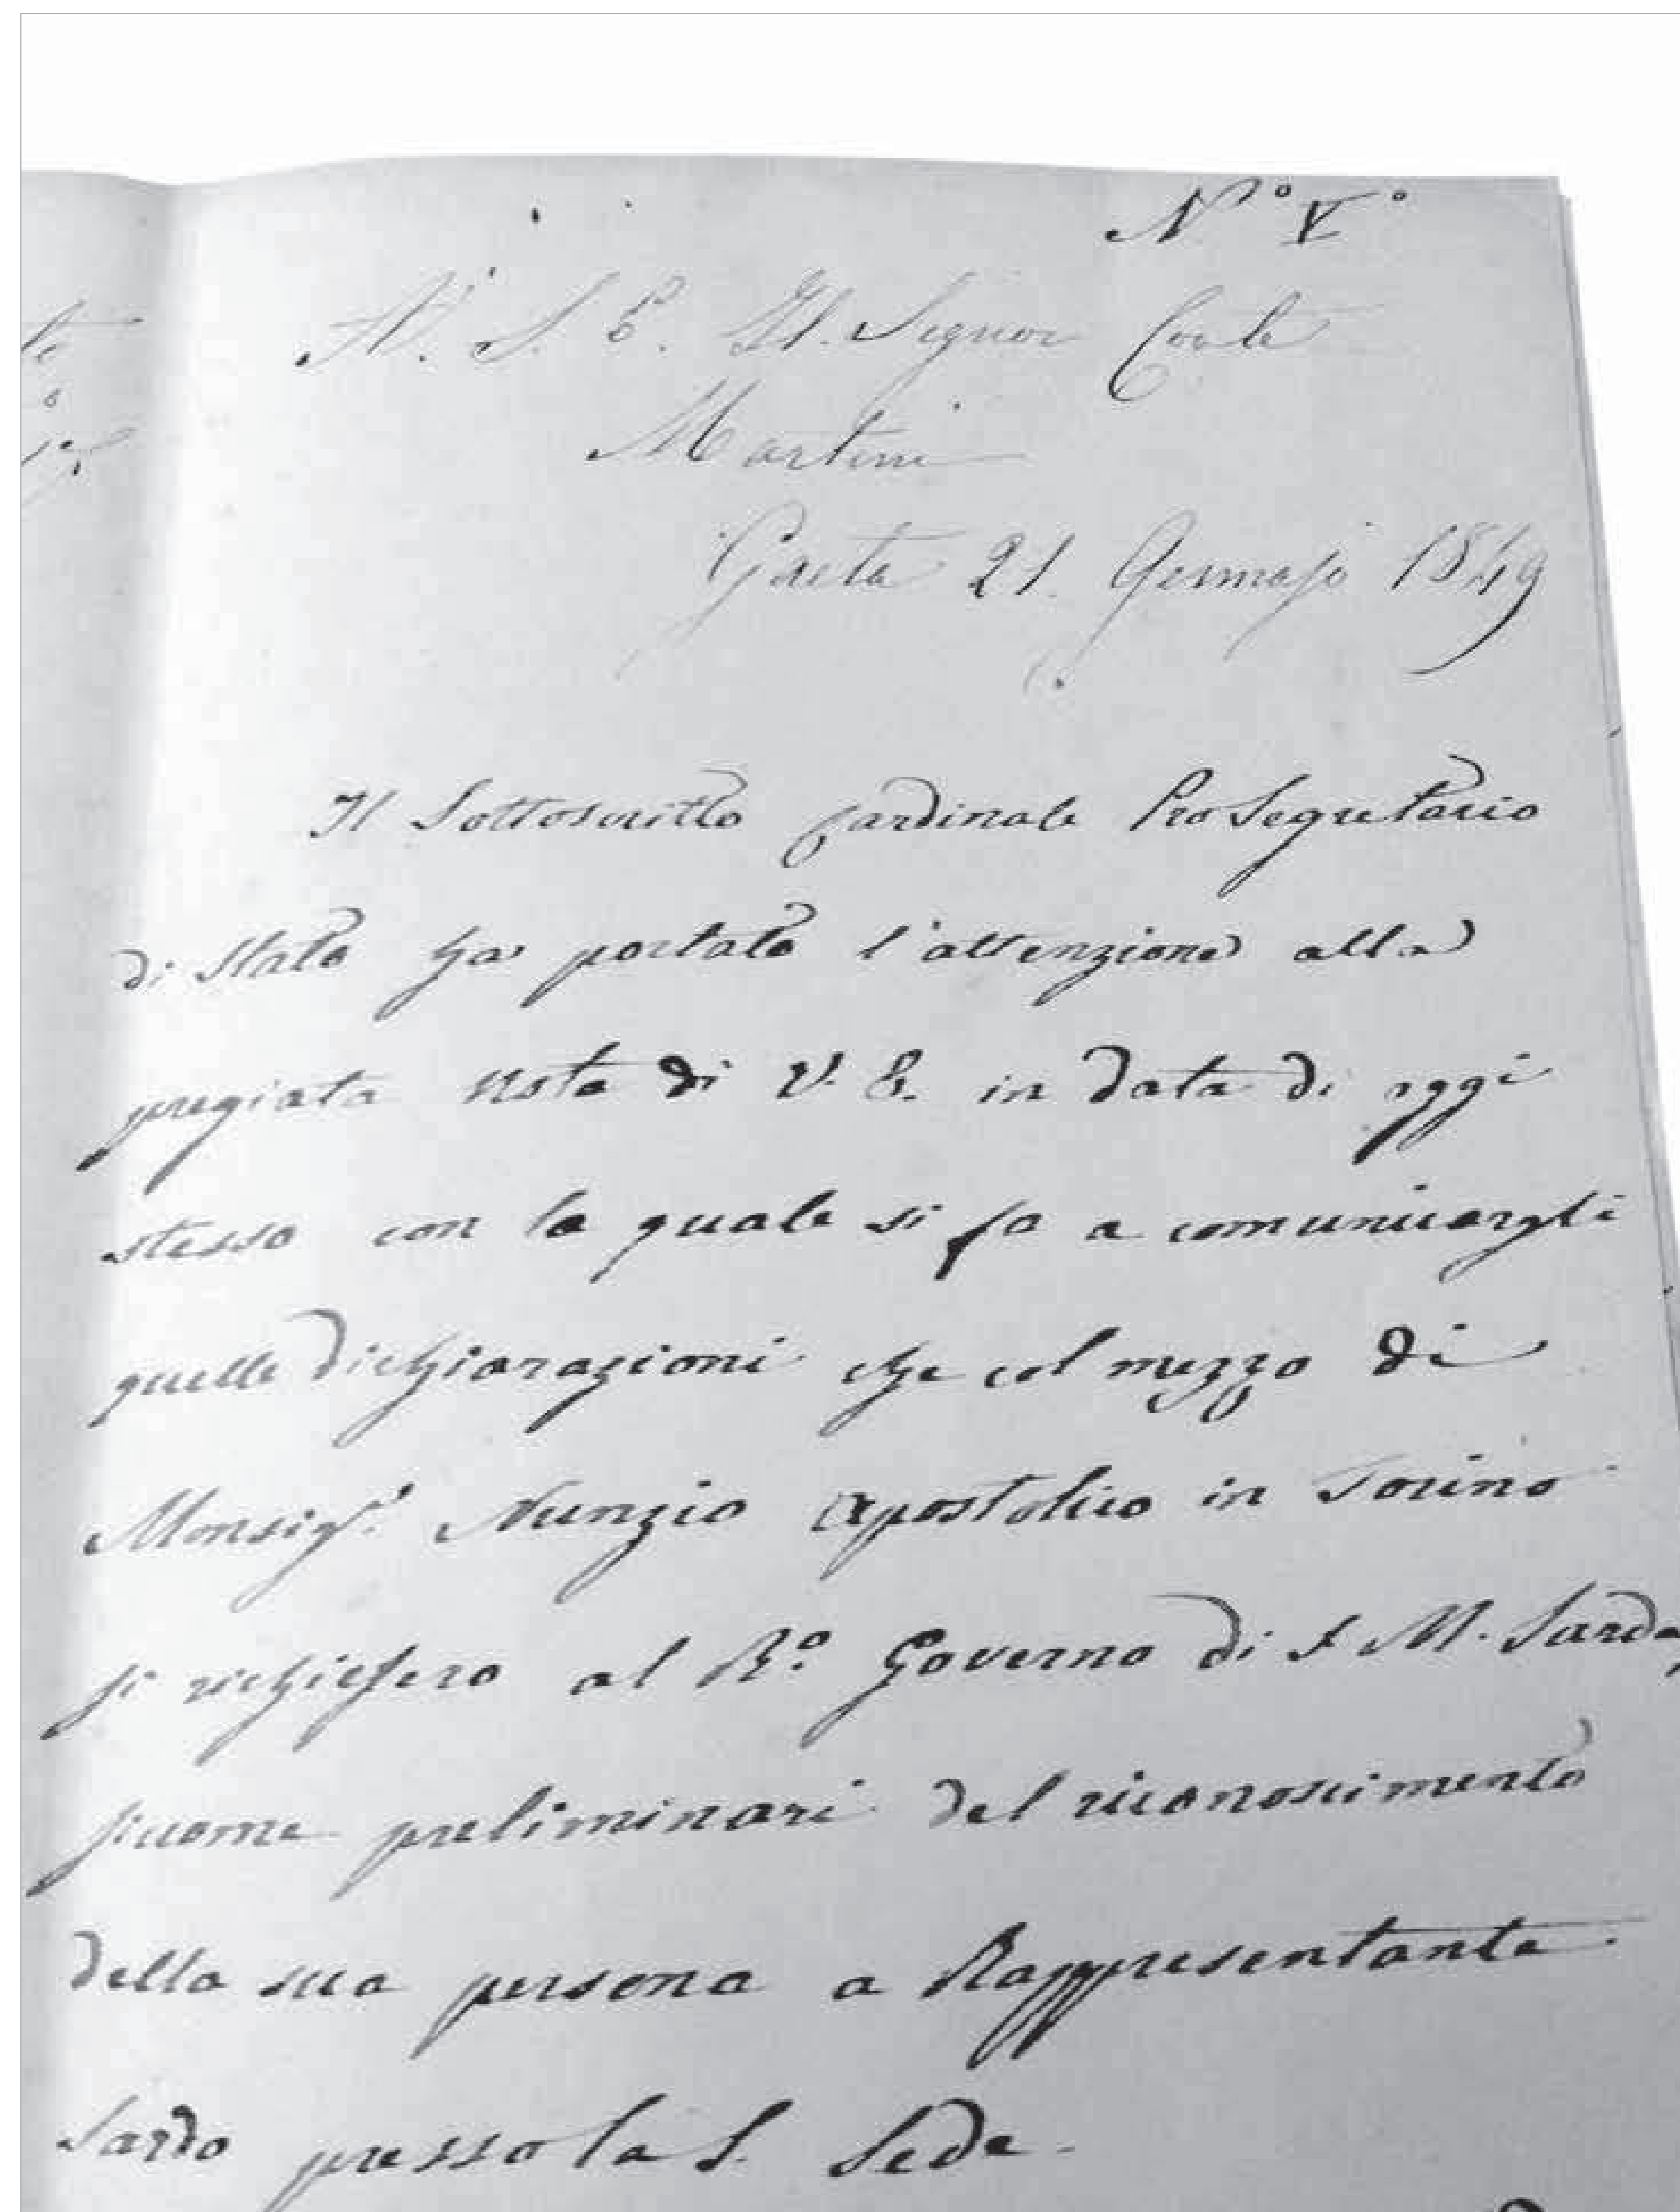 N.° V.°
A S. E. Il Signor Conte
Martini
Gaeta 21. Gennajo 1849
Il Sottoscritto Cardinale Pro Segretario
di Stato ha portato l'attenzione alla
pregiata nota di V. E. in data di oggi
stesso con la quale si fa a comunicargli
quelle dichiarazioni che col mezzo di
Monsigr. Nunzio Apostolico in Torino
si richiesero al R.° Governo di S. M. Sarda,
siccome preliminari del riconoscimento
della sua persona a Rappresentante
Sardo presso la S. Sede.